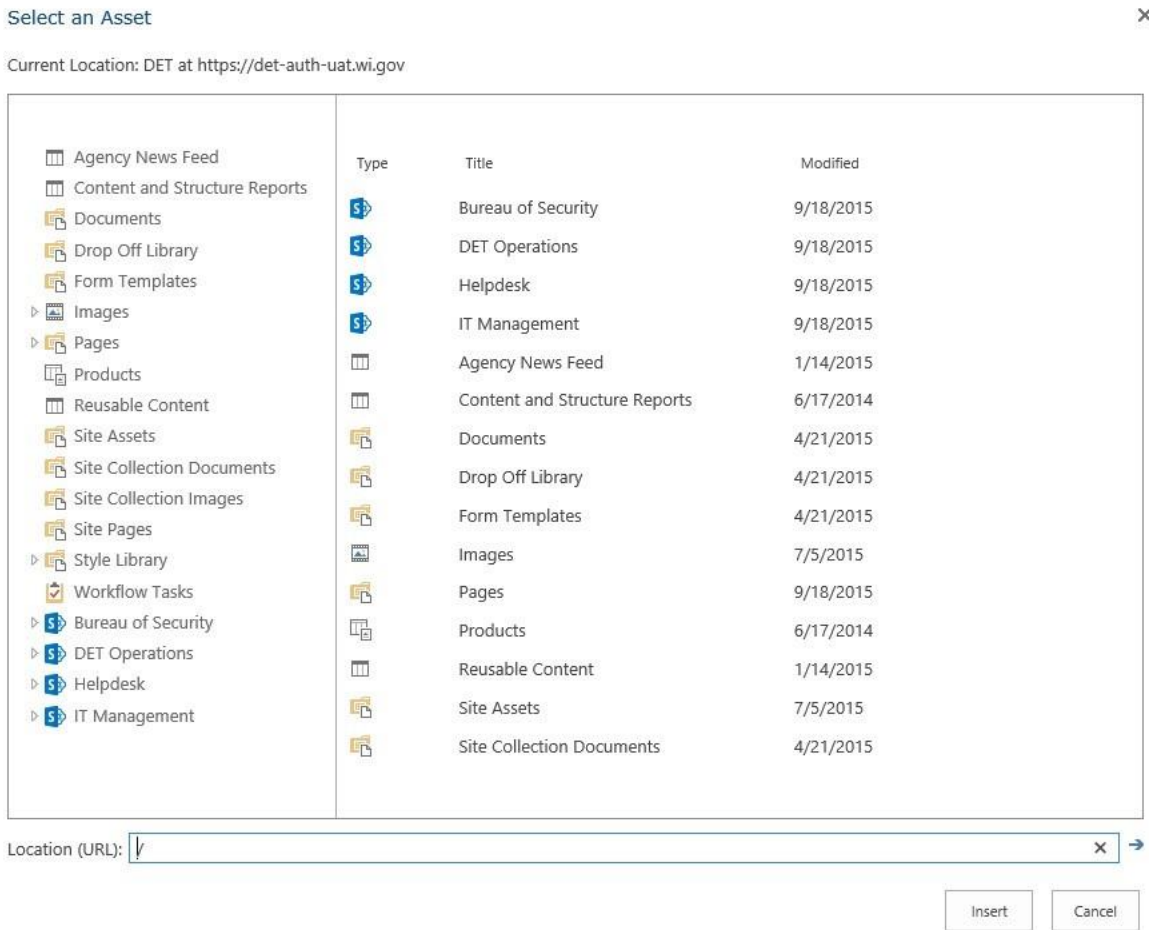 Select an Asset
Current Location: DET at https://det-auth-uat.wi.gov
Agency News Feed
Content and Structure Reports
Documents
Drop Off Library
Form Templates
Images
Pages
Products
Reusable Content
Site Assets
Site Collection Documents
Site Collection Images
Site Pages
Style Library
Workflow Tasks
Bureau of Security
DET Operations
Helpdesk
IT Management
Type Title Modified
Bureau of Security 9/18/2015
DET Operations 9/18/2015
Helpdesk 9/18/2015
IT Management 9/18/2015
Agency News Feed 1/14/2015
Content and Structure Reports 6/17/2014
Documents 4/21/2015
Drop Off Library 4/21/2015
Form Templates 4/21/2015
Images 7/5/2015
Pages 9/18/2015
Products 6/17/2014
Reusable Content 1/14/2015
Site Assets 7/5/2015
Site Collection Documents 4/21/2015
Location (URL): /
Insert Cancel